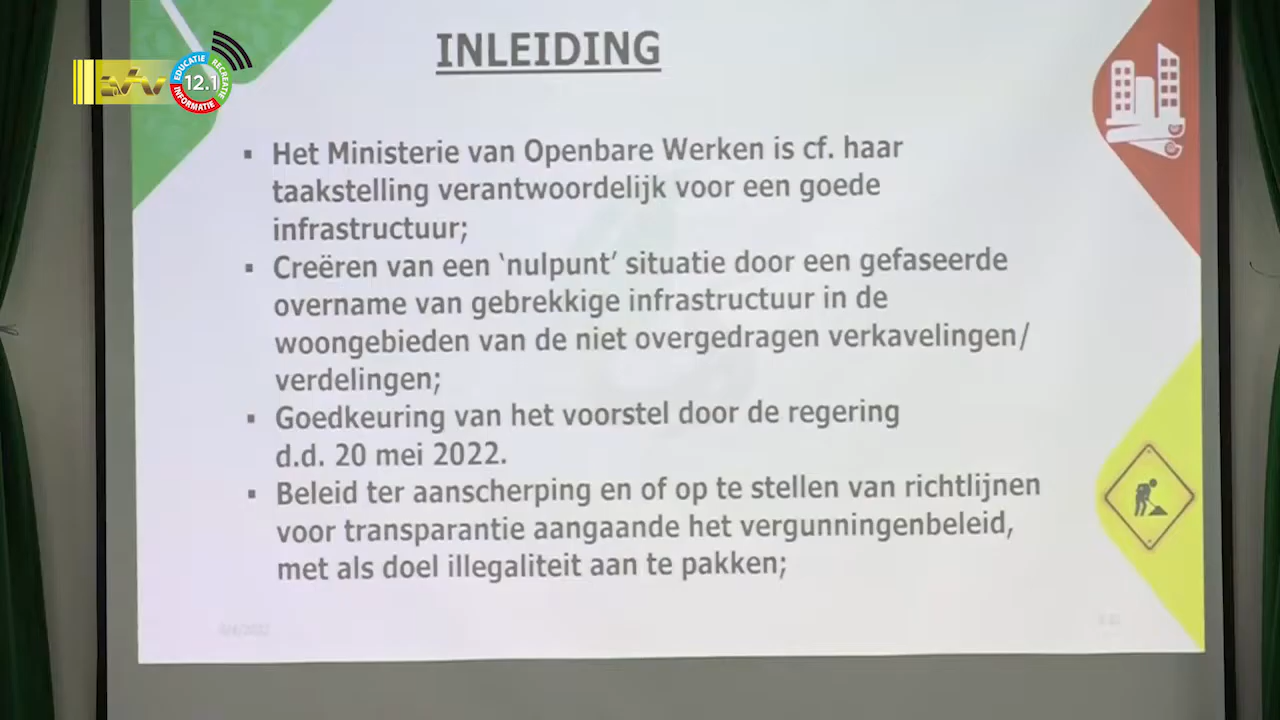 INLEIDING
EDUCATIE
RECREATIE
INFORMATIE
12.1
▪ Het Ministerie van Openbare Werken is cf. haar
taakstelling verantwoordelijk voor een goede
infrastructuur;
▪ Creëren van een ‘nulpunt’ situatie door een gefaseerde
overname van gebrekkige infrastructuur in de
woongebieden van de niet overgedragen verkavelingen/
verdelingen;
▪ Goedkeuring van het voorstel door de regering
d.d. 20 mei 2022.
▪ Beleid ter aanscherping en of op te stellen van richtlijnen
voor transparantie aangaande het vergunningenbeleid,
met als doel illegaliteit aan te pakken;